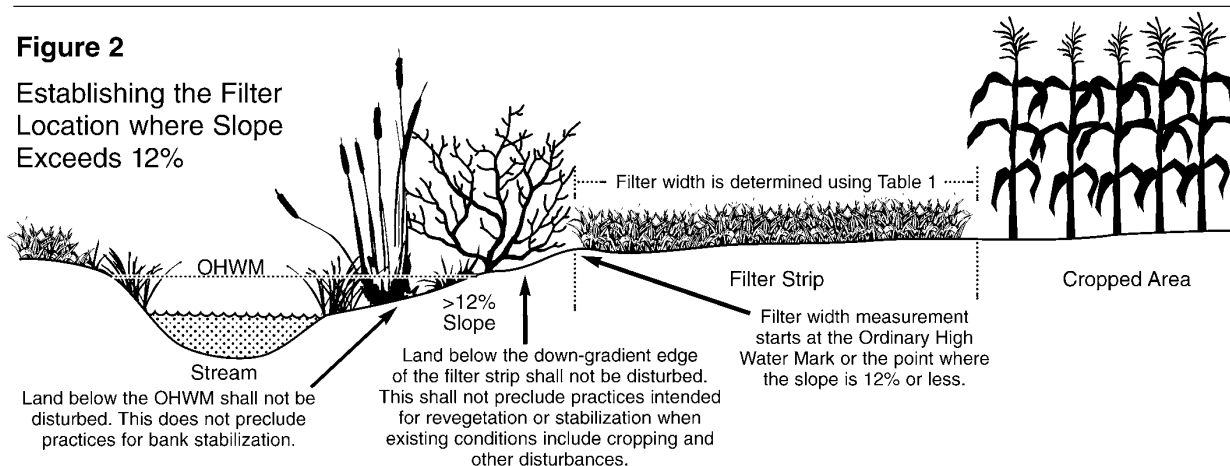 Figure 2
Establishing the Filter
Location where Slope
Exceeds 12%
Filter width is determined using Table 1
OHWM
>12%
Slope
Filter Strip
Cropped Area
Stream
Land below the OHWM shall not be
disturbed. This does not preclude
practices for bank stabilization.
Land below the down-gradient edge
of the filter strip shall not be disturbed.
This shall not preclude practices intended
for revegetation or stabilization when
existing conditions include cropping and
other disturbances.
Filter width measurement
starts at the Ordinary High
Water Mark or the point where
the slope is 12% or less.